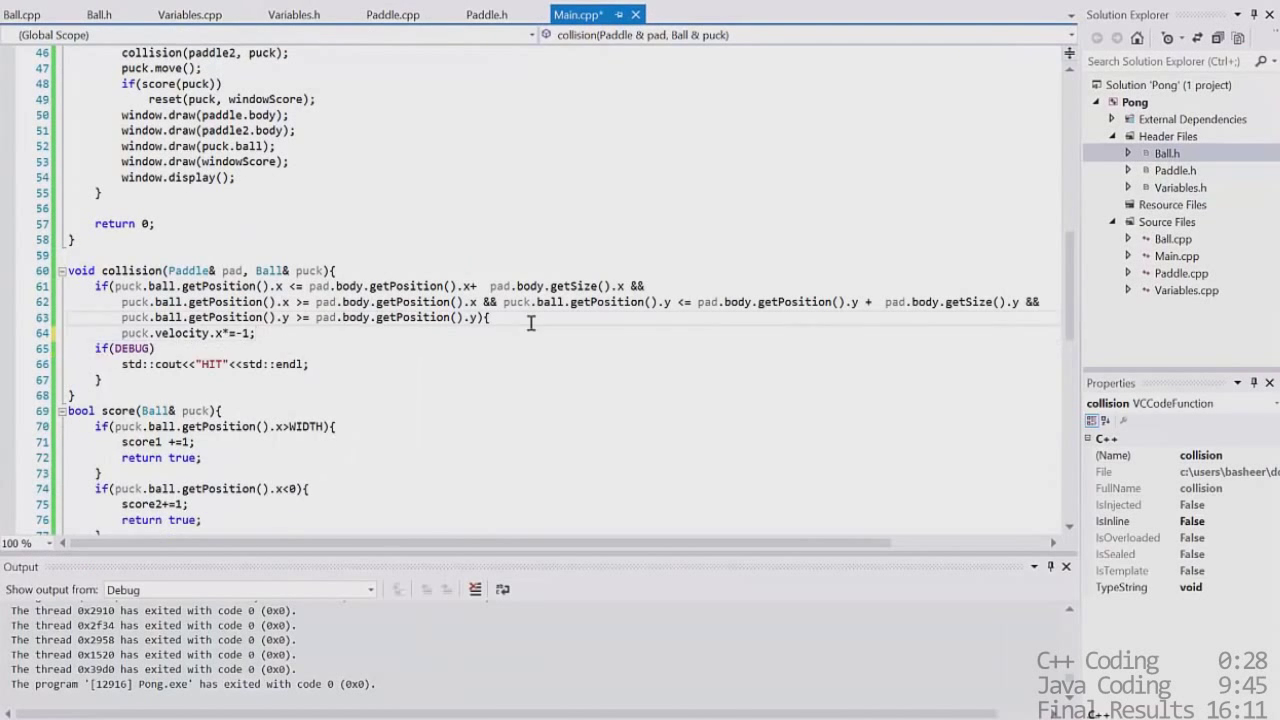 Ball.cpp Ball.h Variables.cpp Variables.h Paddle.cpp Paddle.h Main.cpp*
(Global Scope) collision(Paddle & pad, Ball & puck)
46 collision(paddle2, puck);
47 puck.move();
48 if(score(puck))
49 reset(puck, windowScore);
50 window.draw(paddle.body);
51 window.draw(paddle2.body);
52 window.draw(puck.ball);
53 window.draw(windowScore);
54 window.display();
55 }
56
57 return 0;
58 }
59
60 void collision(Paddle& pad, Ball& puck){
61 if(puck.ball.getPosition().x <= pad.body.getPosition().x+  pad.body.getSize().x &&
62 puck.ball.getPosition().x >= pad.body.getPosition().x && puck.ball.getPosition().y <= pad.body.getPosition().y +  pad.body.getSize().y &&
63 puck.ball.getPosition().y >= pad.body.getPosition().y){
64 puck.velocity.x*=-1;
65 if(DEBUG)
66 std::cout<<"HIT"<<std::endl;
67 }
68 }
69 bool score(Ball& puck){
70 if(puck.ball.getPosition().x>WIDTH){
71 score1 +=1;
72 return true;
73 }
74 if(puck.ball.getPosition().x<0){
75 score2+=1;
76 return true;
100 %
Output
Show output from: Debug
The thread 0x2910 has exited with code 0 (0x0).
The thread 0x2f34 has exited with code 0 (0x0).
The thread 0x2958 has exited with code 0 (0x0).
The thread 0x1520 has exited with code 0 (0x0).
The thread 0x39d0 has exited with code 0 (0x0).
The program '[12916] Pong.exe' has exited with code 0 (0x0).
Solution Explorer
Search Solution Explorer (Ctrl+;)
Solution 'Pong' (1 project)
Pong
External Dependencies
Header Files
Ball.h
Paddle.h
Variables.h
Resource Files
Source Files
Ball.cpp
Main.cpp
Paddle.cpp
Variables.cpp
Properties
collision VCCodeFunction
C++
(Name) collision
File c:\users\basheer\do
FullName collision
IsInjected False
IsInline False
IsOverloaded False
IsSealed False
IsTemplate False
TypeString void
C++ Coding 0:28
Java Coding 9:45
Final Results 16:11
C++